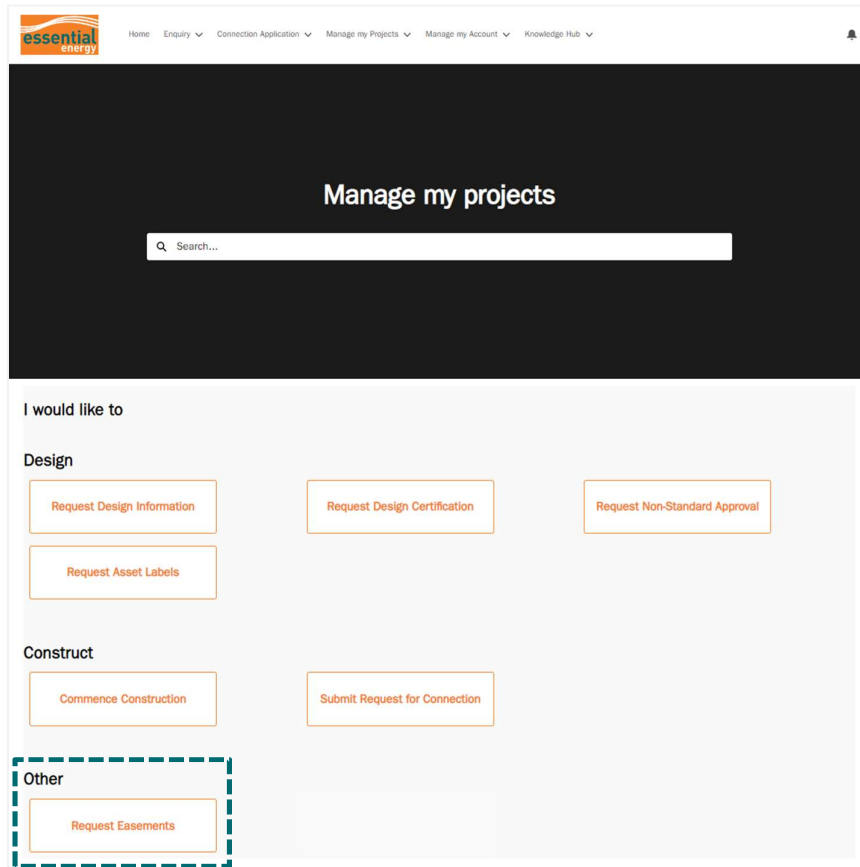 essential
energy
Home Enquiry Connection Application Manage my Projects Manage my Account Knowledge Hub
Manage my projects
Search...
I would like to
Design
Request Design Information Request Design Certification Request Non-Standard Approval
Request Asset Labels
Construct
Commence Construction Submit Request for Connection
Other
Request Easements